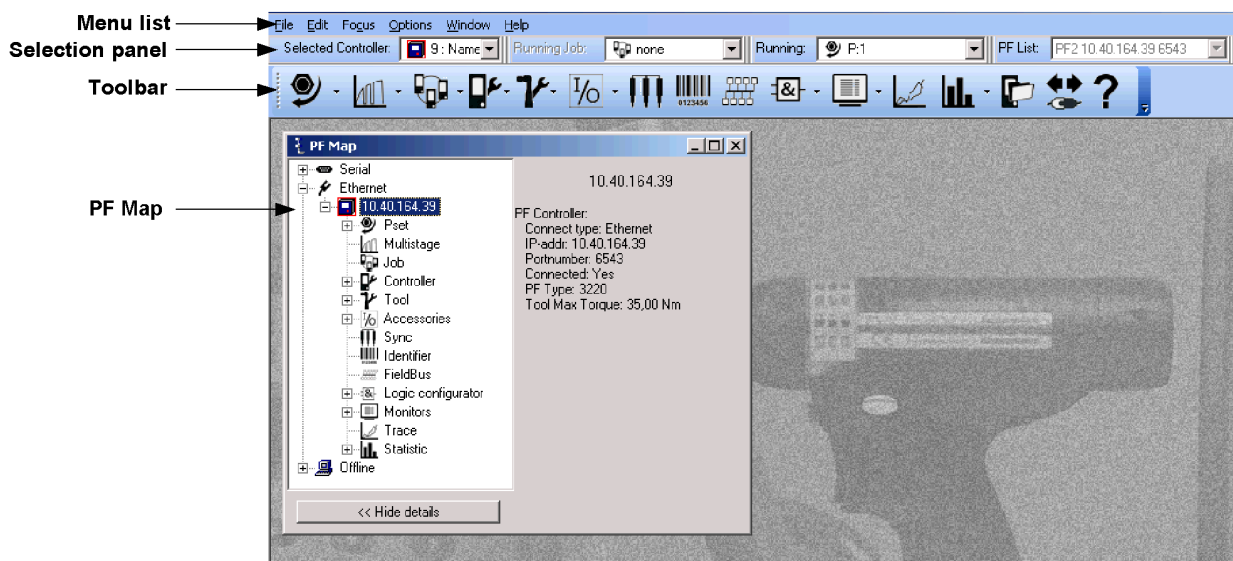 Menu list
File Edit Focus Options Window Help
Selection panel
Selected Controller: 9 : Name Running Job: none Running: P:1 PF List: PF2 10.40.164.39 6543
Toolbar
I/O 0123456 & ?
PF Map
PF Map
Serial
Ethernet
10.40.164.39
Pset
Multistage
Job
Controller
Tool
I/O Accessories
Sync
Identifier
FieldBus
& Logic configurator
Monitors
Trace
Statistic
Offline
<< Hide details
10.40.164.39
PF Controller:
Connect type: Ethernet
IP-addr: 10.40.164.39
Portnumber: 6543
Connected: Yes
PF Type: 3220
Tool Max Torque: 35,00 Nm